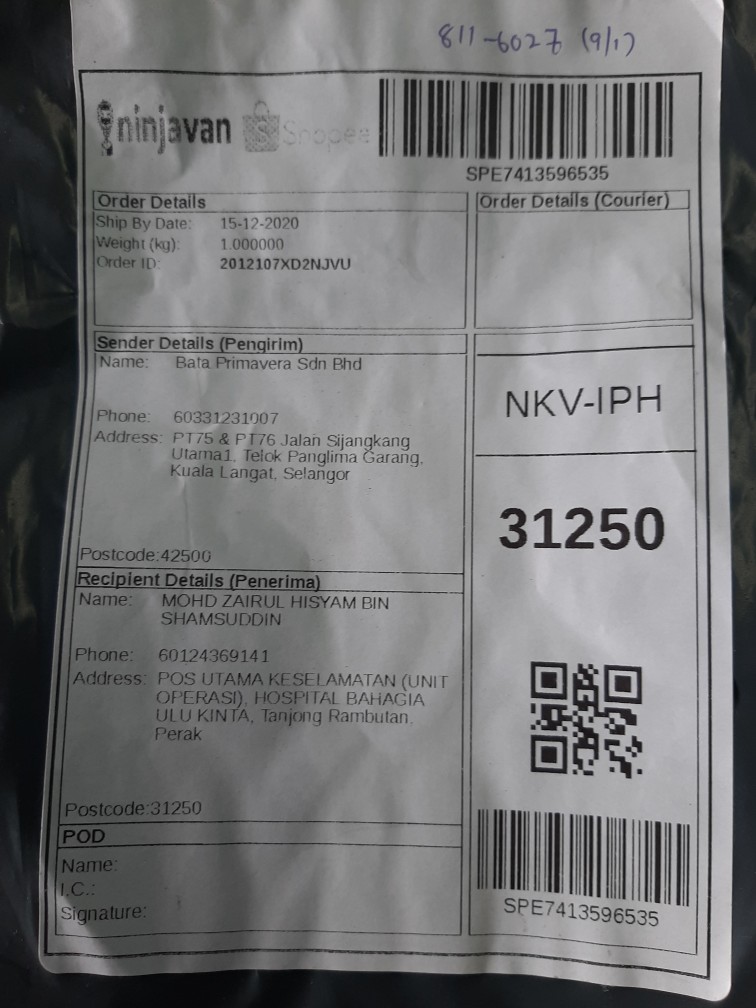 811-6027 (9/1)
ninjavan Shopee
SPE7413596535
Order Details
Ship By Date: 15-12-2020
Weight (kg): 1.000000
Order ID: 2012107XD2NJVU
Order Details (Courier)
Sender Details (Pengirim)
Name: Bata Primavera Sdn Bhd
Phone: 60331231007
Address: PT75 & PT76 Jalan Sijangkang
Utama1, Telok Panglima Garang,
Kuala Langat, Selangor
Postcode:42500
NKV-IPH
31250
Recipient Details (Penerima)
Name: MOHD ZAIRUL HISYAM BIN
SHAMSUDDIN
Phone: 60124369141
Address: POS UTAMA KESELAMATAN (UNIT
OPERASI), HOSPITAL BAHAGIA
ULU KINTA, Tanjong Rambutan,
Perak
Postcode:31250
POD
Name:
I.C.:
Signature:
SPE7413596535